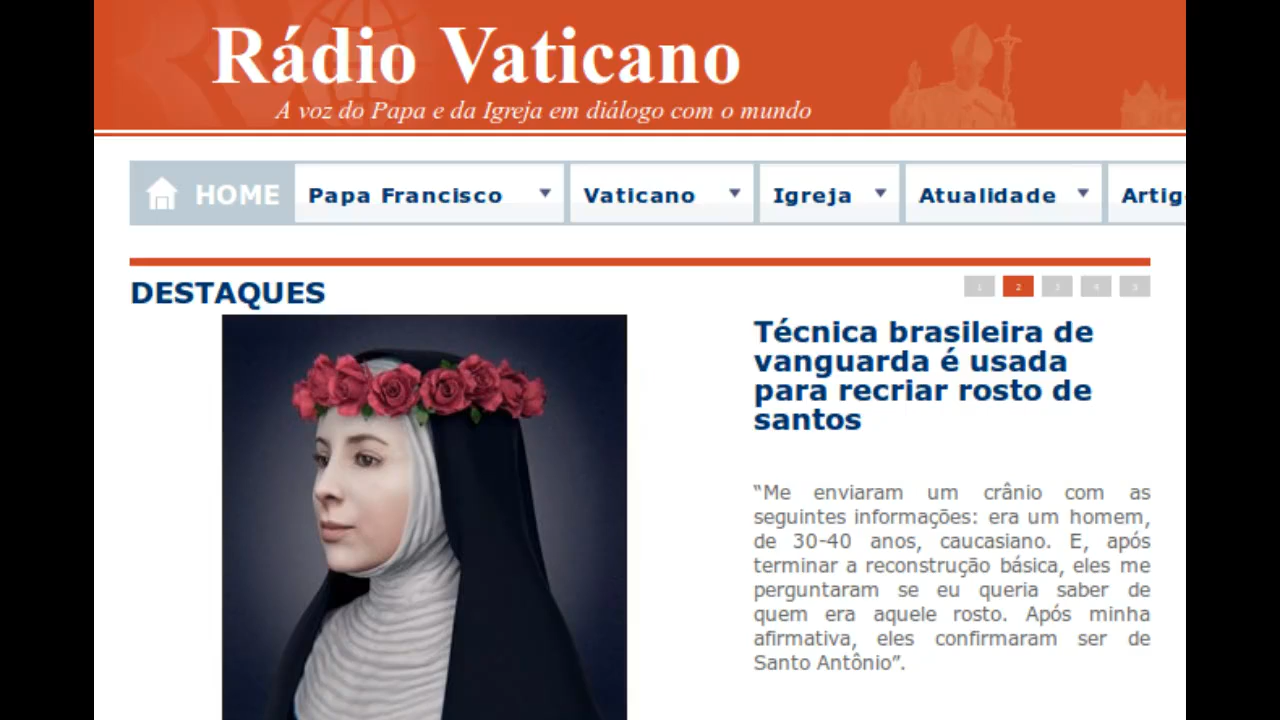 Rádio Vaticano
A voz do Papa e da Igreja em diálogo com o mundo
HOME Papa Francisco Vaticano Igreja Atualidade Artig
DESTAQUES
1 2 3 4 5
Técnica brasileira de
vanguarda é usada
para recriar rosto de
santos
“Me enviaram um crânio com as
seguintes informações: era um homem,
de 30-40 anos, caucasiano. E, após
terminar a reconstrução básica, eles me
perguntaram se eu queria saber de
quem era aquele rosto. Após minha
afirmativa, eles confirmaram ser de
Santo Antônio”.